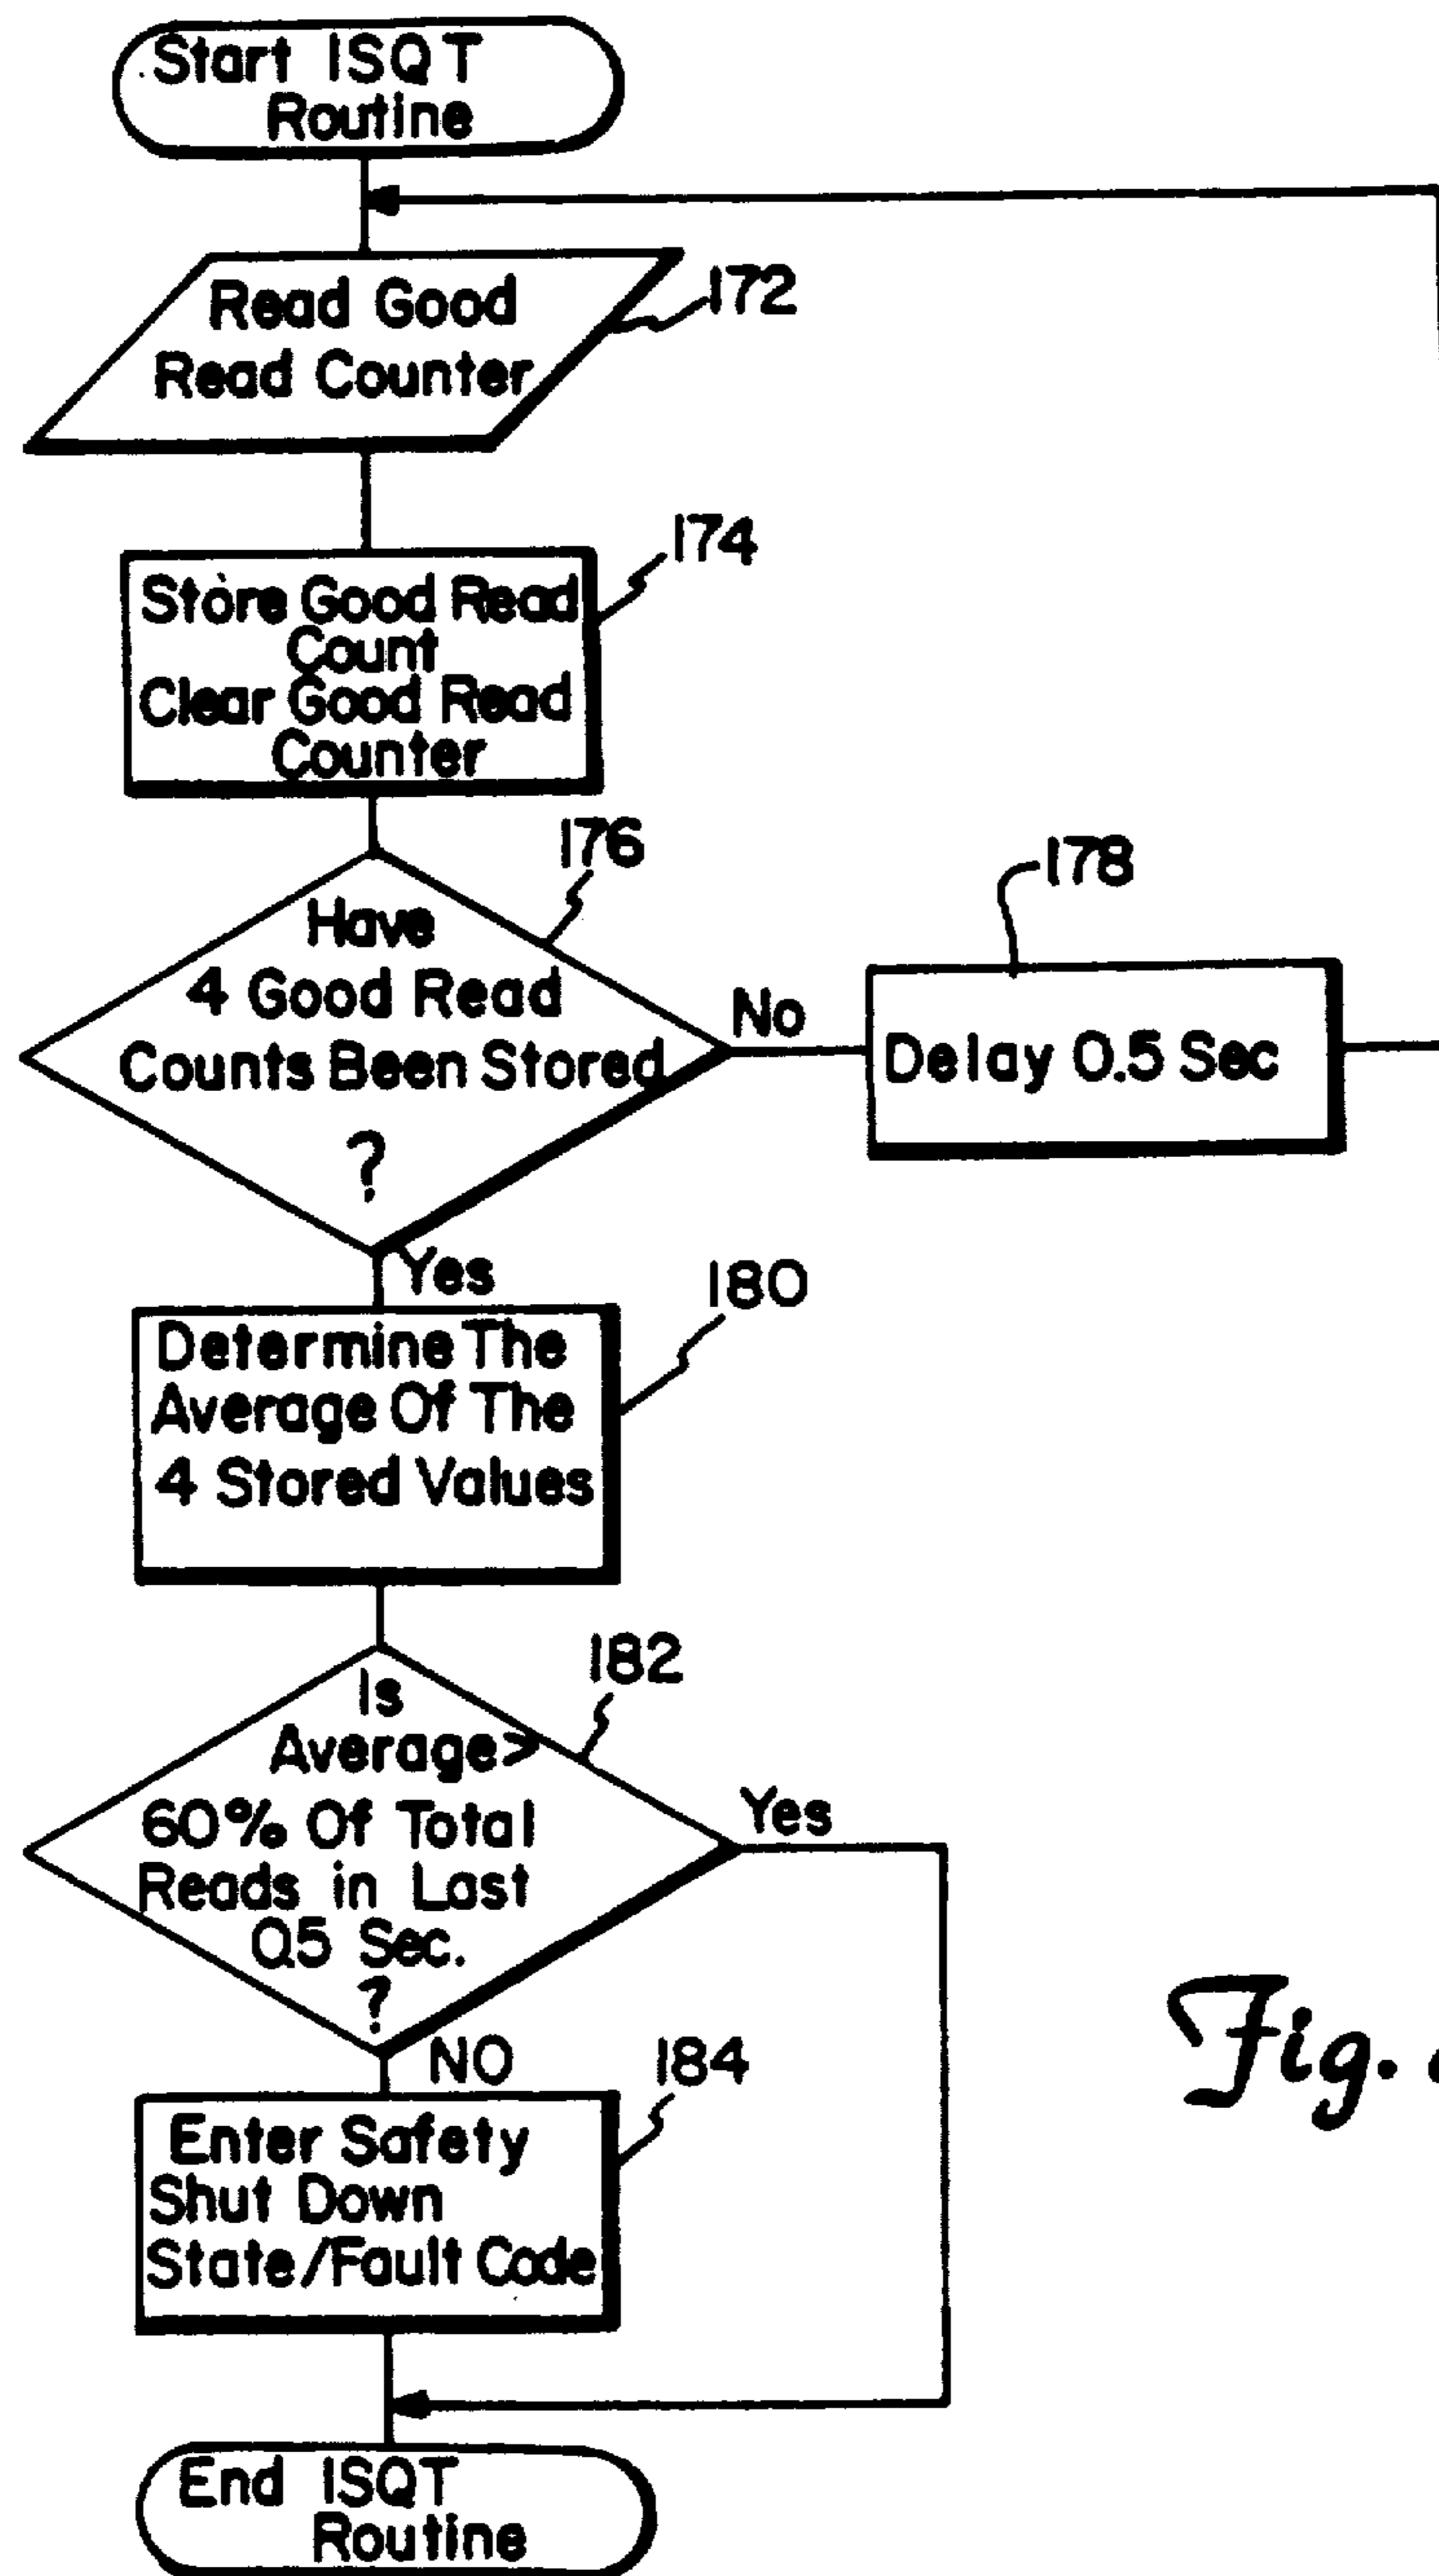 Start ISQT
Routine
Read Good
Read Counter
172
Store Good Read
Count
Clear Good Read
Counter
174
Have
4 Good Read
Counts Been Stored
?
176
No
178
Delay 0.5 Sec
Yes
Determine The
Average Of The
4 Stored Values
180
Is
Average>
60% Of Total
Reads in Last
0.5 Sec.
?
182
Yes
NO
Enter Safety
Shut Down
State/Fault Code
184
End ISQT
Routine
Fig.